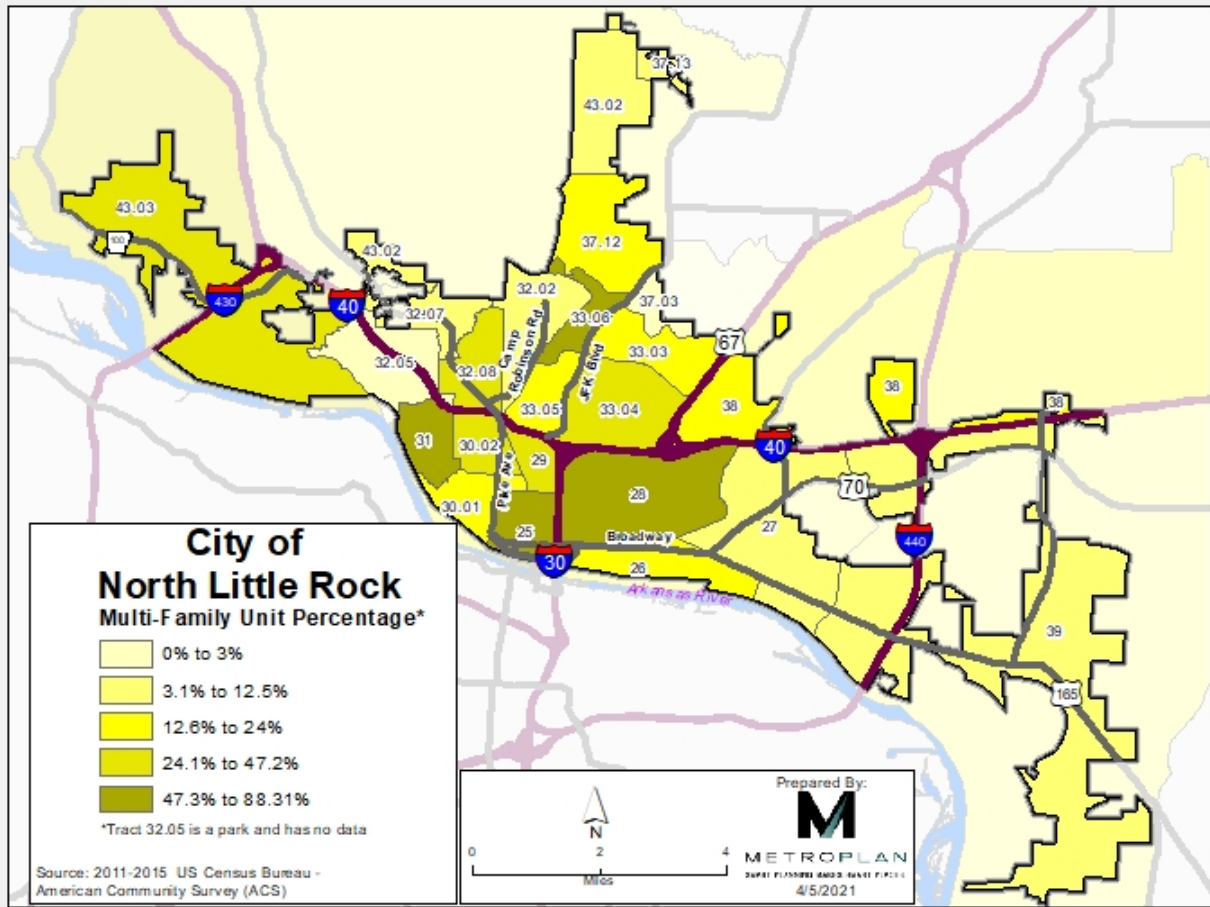 37.13
43.02
43.03
100
37.12
43.02
32.02
37.03
430
40
32.07
33.06
Camp
Robinson Rd
JFK Blvd
33.03
67
32.05
32.08
38
38
33.05
33.04
38
31
30.02
29
40
Pike Ave
28
70
30.01
27
25
Broadway
440
30
26
Arkansas River
39
165
City of
North Little Rock
Multi-Family Unit Percentage*
0% to 3%
3.1% to 12.5%
12.6% to 24%
24.1% to 47.2%
47.3% to 88.31%
*Tract 32.05 is a park and has no data
Source: 2011-2015 US Census Bureau -
American Community Survey (ACS)
N
0 2 4
Miles
Prepared By:
M
METROPLAN
SMART PLANNING MAKES SMART PLACES
4/5/2021